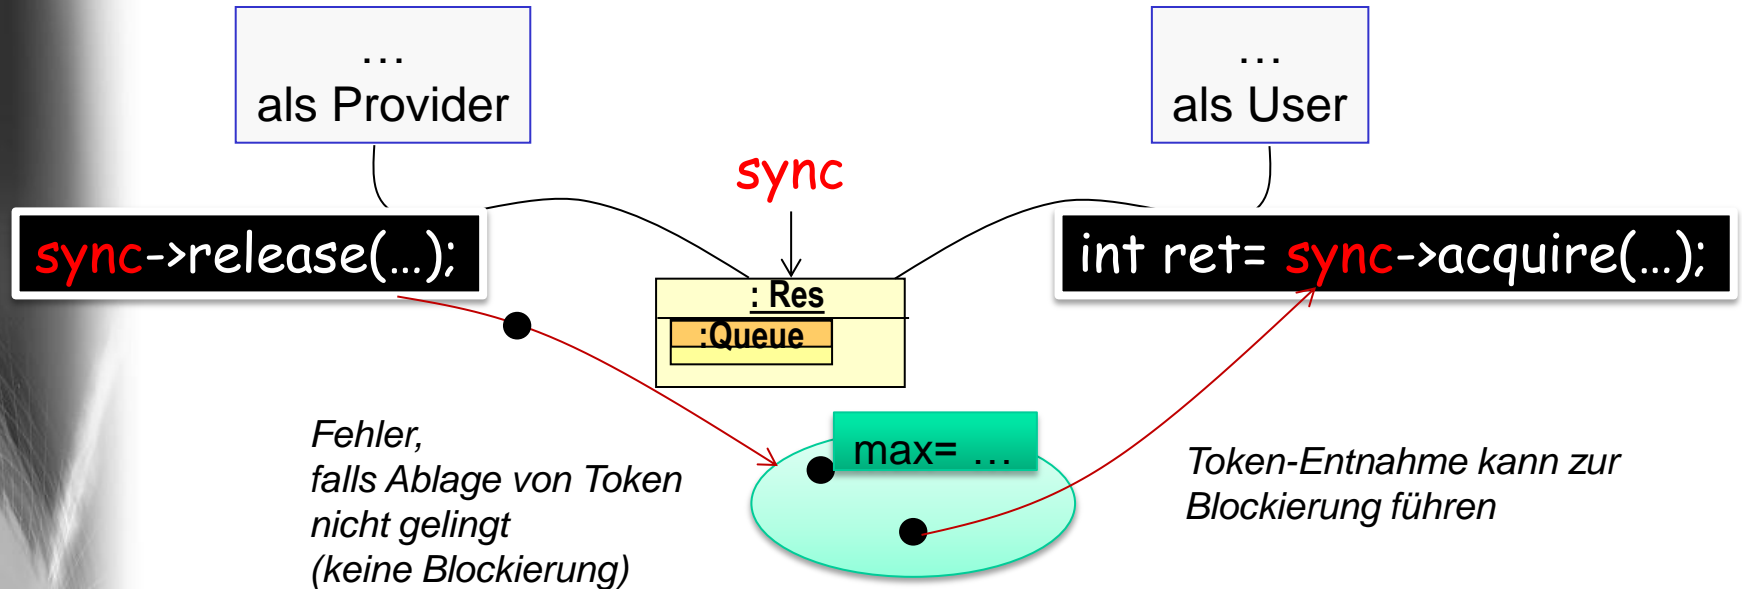 …
als Provider
…
als User
sync
sync->release(…);
int ret= sync->acquire(…);
: Res
:Queue
max= …
Fehler,
falls Ablage von Token
nicht gelingt
(keine Blockierung)
Token-Entnahme kann zur
Blockierung führen